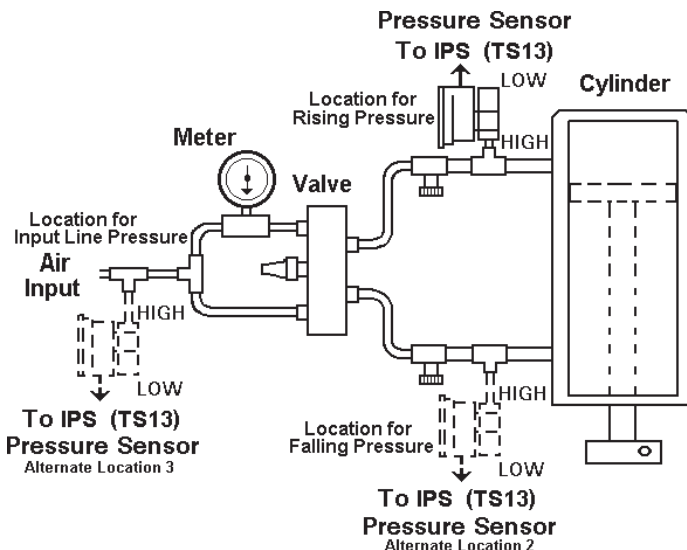 Pressure Sensor
To IPS (TS13)
LOW
Location for
Rising Pressure
HIGH
Cylinder
Meter
Valve
Location for
Input Line Pressure
Air
Input
HIGH
LOW
To IPS (TS13)
Pressure Sensor
Alternate Location 3
HIGH
Location for
Falling Pressure
LOW
To IPS (TS13)
Pressure Sensor
Alternate Location 2